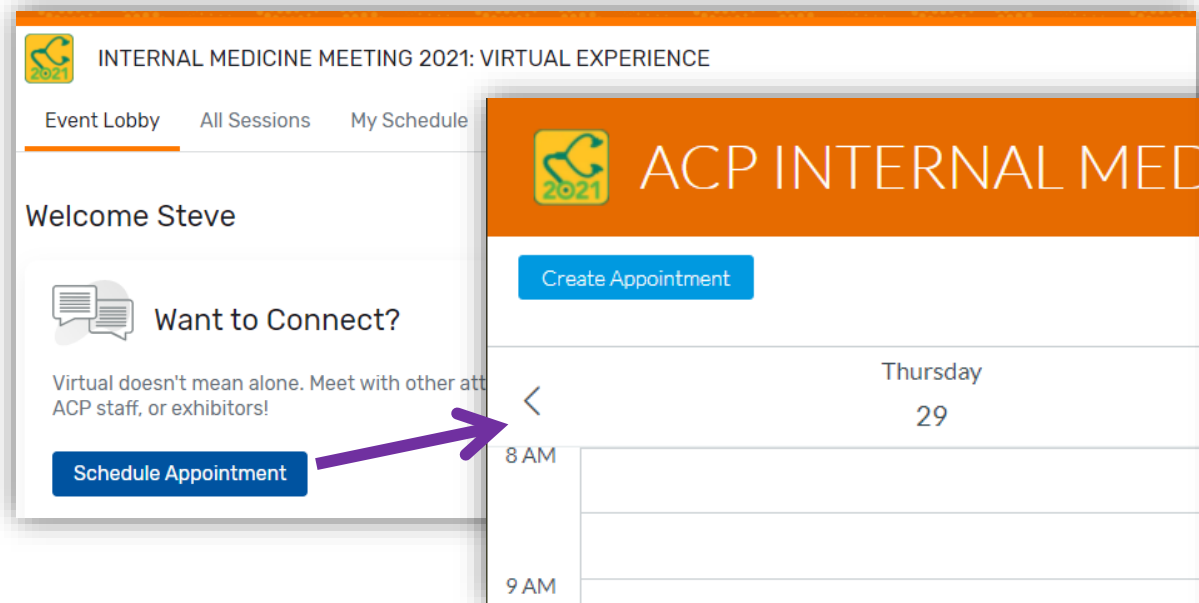 2021
INTERNAL MEDICINE MEETING 2021: VIRTUAL EXPERIENCE
Event Lobby All Sessions My Schedule
Welcome Steve
Want to Connect?
Virtual doesn't mean alone. Meet with other att
ACP staff, or exhibitors!
Schedule Appointment
2021
ACP INTERNAL MED
Create Appointment
Thursday
29
8 AM
9 AM